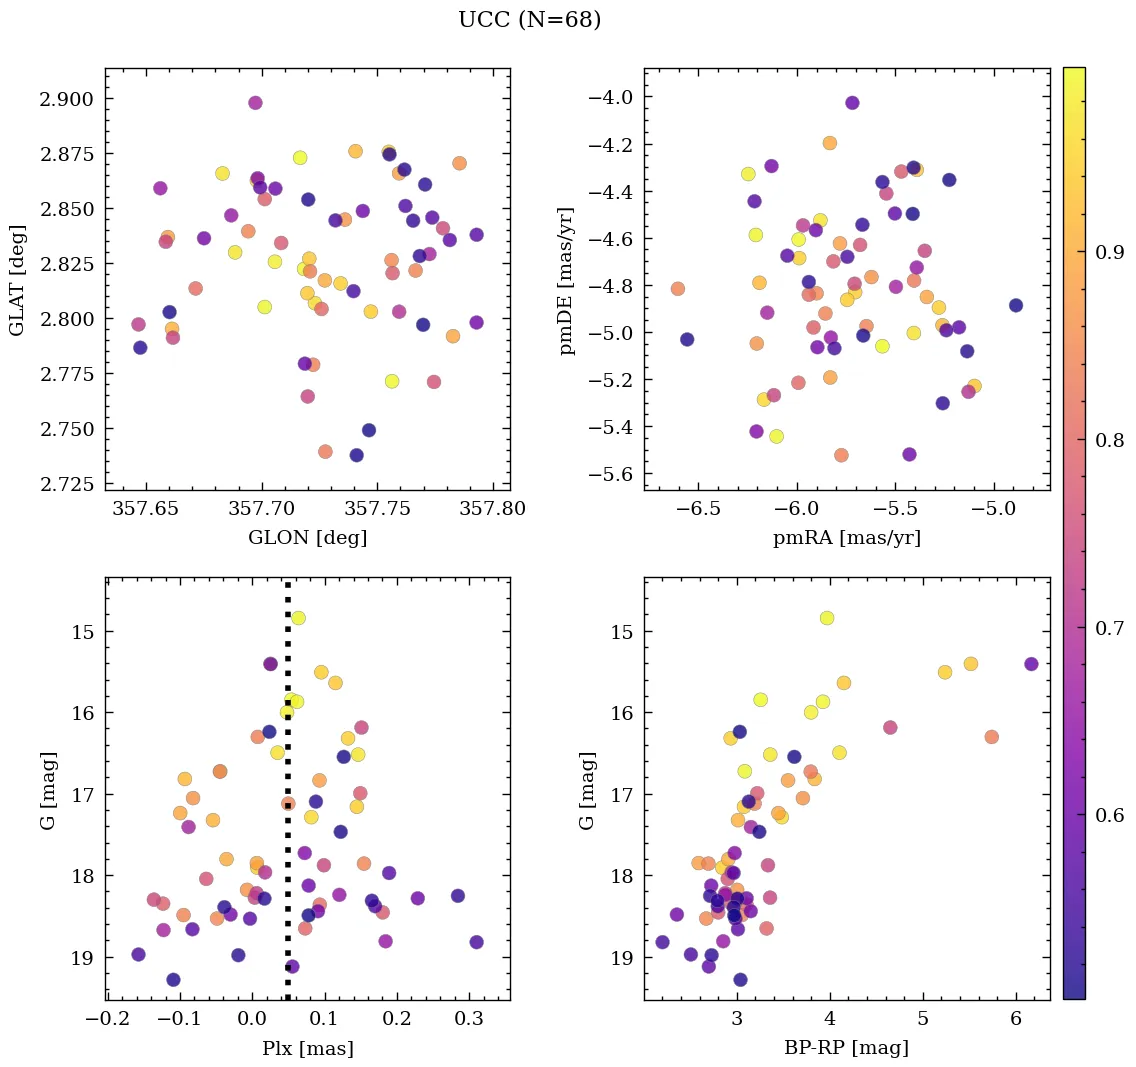 UCC (N=68)
2.900
2.875
2.850
2.825
2.800
2.775
2.750
2.725
GLAT [deg]
357.65 357.70 357.75 357.80
GLON [deg]
−4.0
−4.2
−4.4
−4.6
−4.8
−5.0
−5.2
−5.4
−5.6
pmDE [mas/yr]
−6.5 −6.0 −5.5 −5.0
pmRA [mas/yr]
15
16
17
18
19
G [mag]
−0.2 −0.1 0.0 0.1 0.2 0.3
Plx [mas]
15
16
17
18
19
G [mag]
3 4 5 6
BP-RP [mag]
0.9
0.8
0.7
0.6